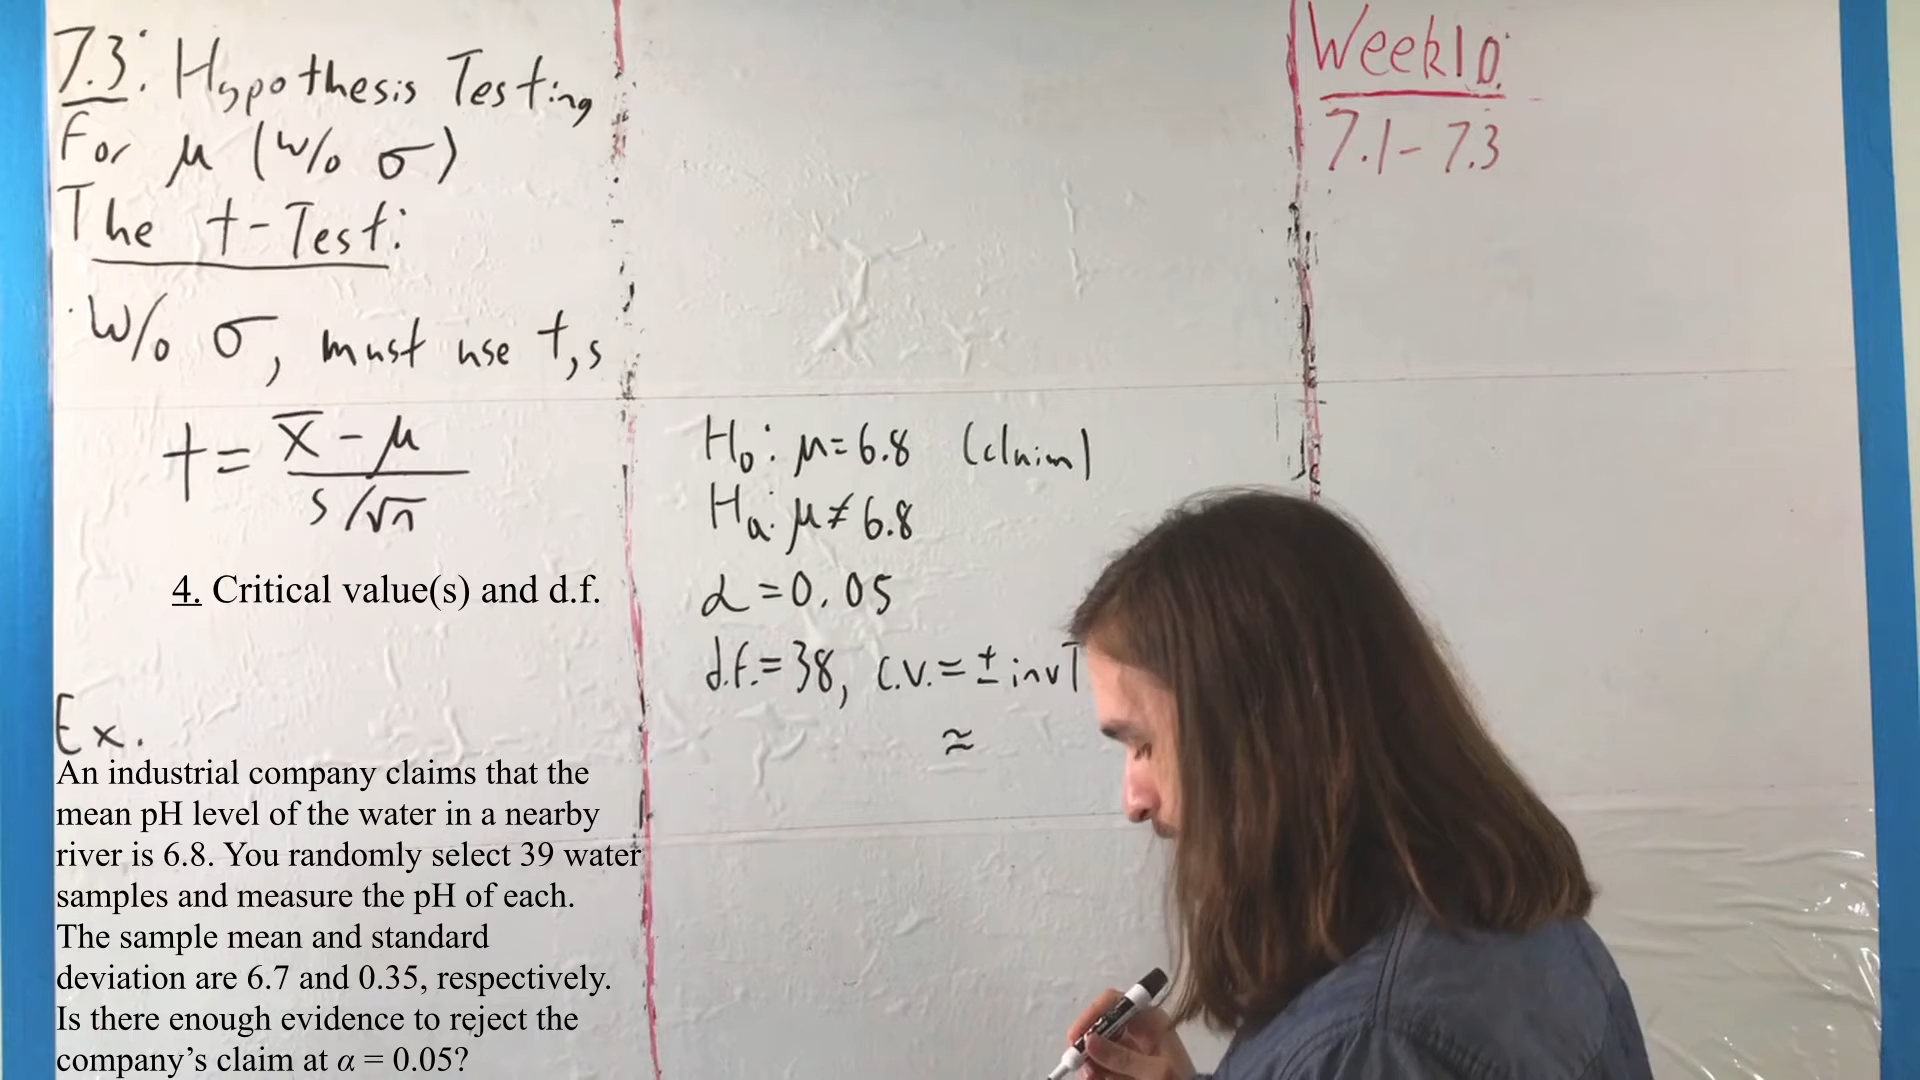 7.3: Hypothesis Testing
For μ (w/o σ)
The t-Test:
· W/o σ, must use t,s
t = x̄ - μ / s/√n
4. Critical value(s) and d.f.
Ex.
An industrial company claims that the
mean pH level of the water in a nearby
river is 6.8. You randomly select 39 water
samples and measure the pH of each.
The sample mean and standard
deviation are 6.7 and 0.35, respectively.
Is there enough evidence to reject the
company's claim at α = 0.05?
H₀: μ=6.8 (claim)
Hₐ: μ≠6.8
α=0.05
d.f.=38, c.v.=±invT
≈
Week 10:
7.1-7.3